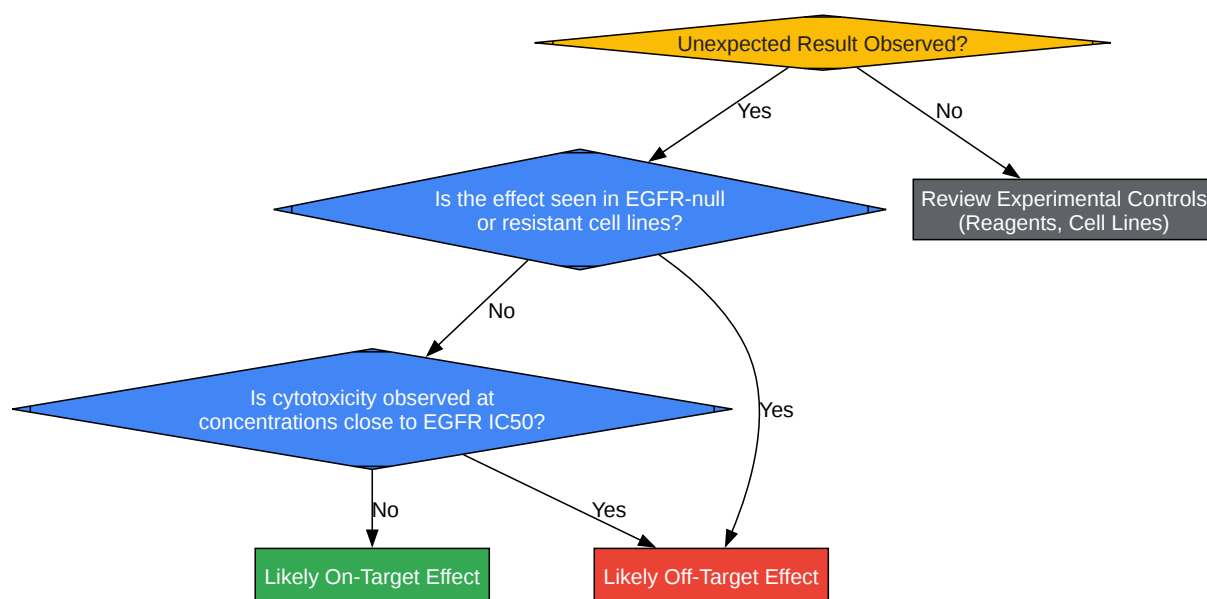 Unexpected Result Observed?
Yes
No
Is the effect seen in EGFR-null
or resistant cell lines?
Review Experimental Controls
(Reagents, Cell Lines)
No
Is cytotoxicity observed at
concentrations close to EGFR IC50?
Yes
No
Yes
Likely On-Target Effect
Likely Off-Target Effect